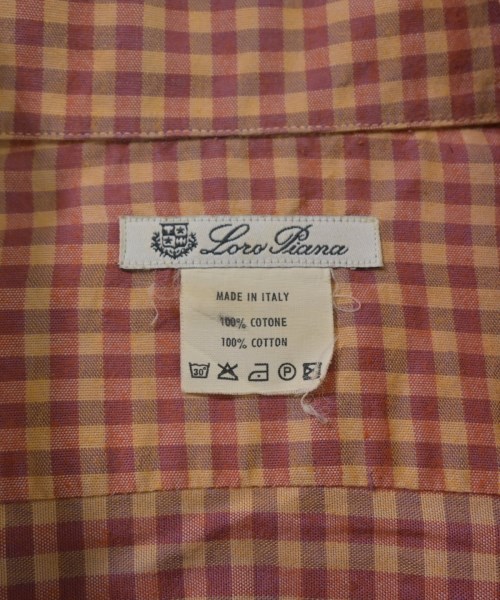 Loro Piana
MADE IN ITALY
100% COTONE
100% COTTON
30° P